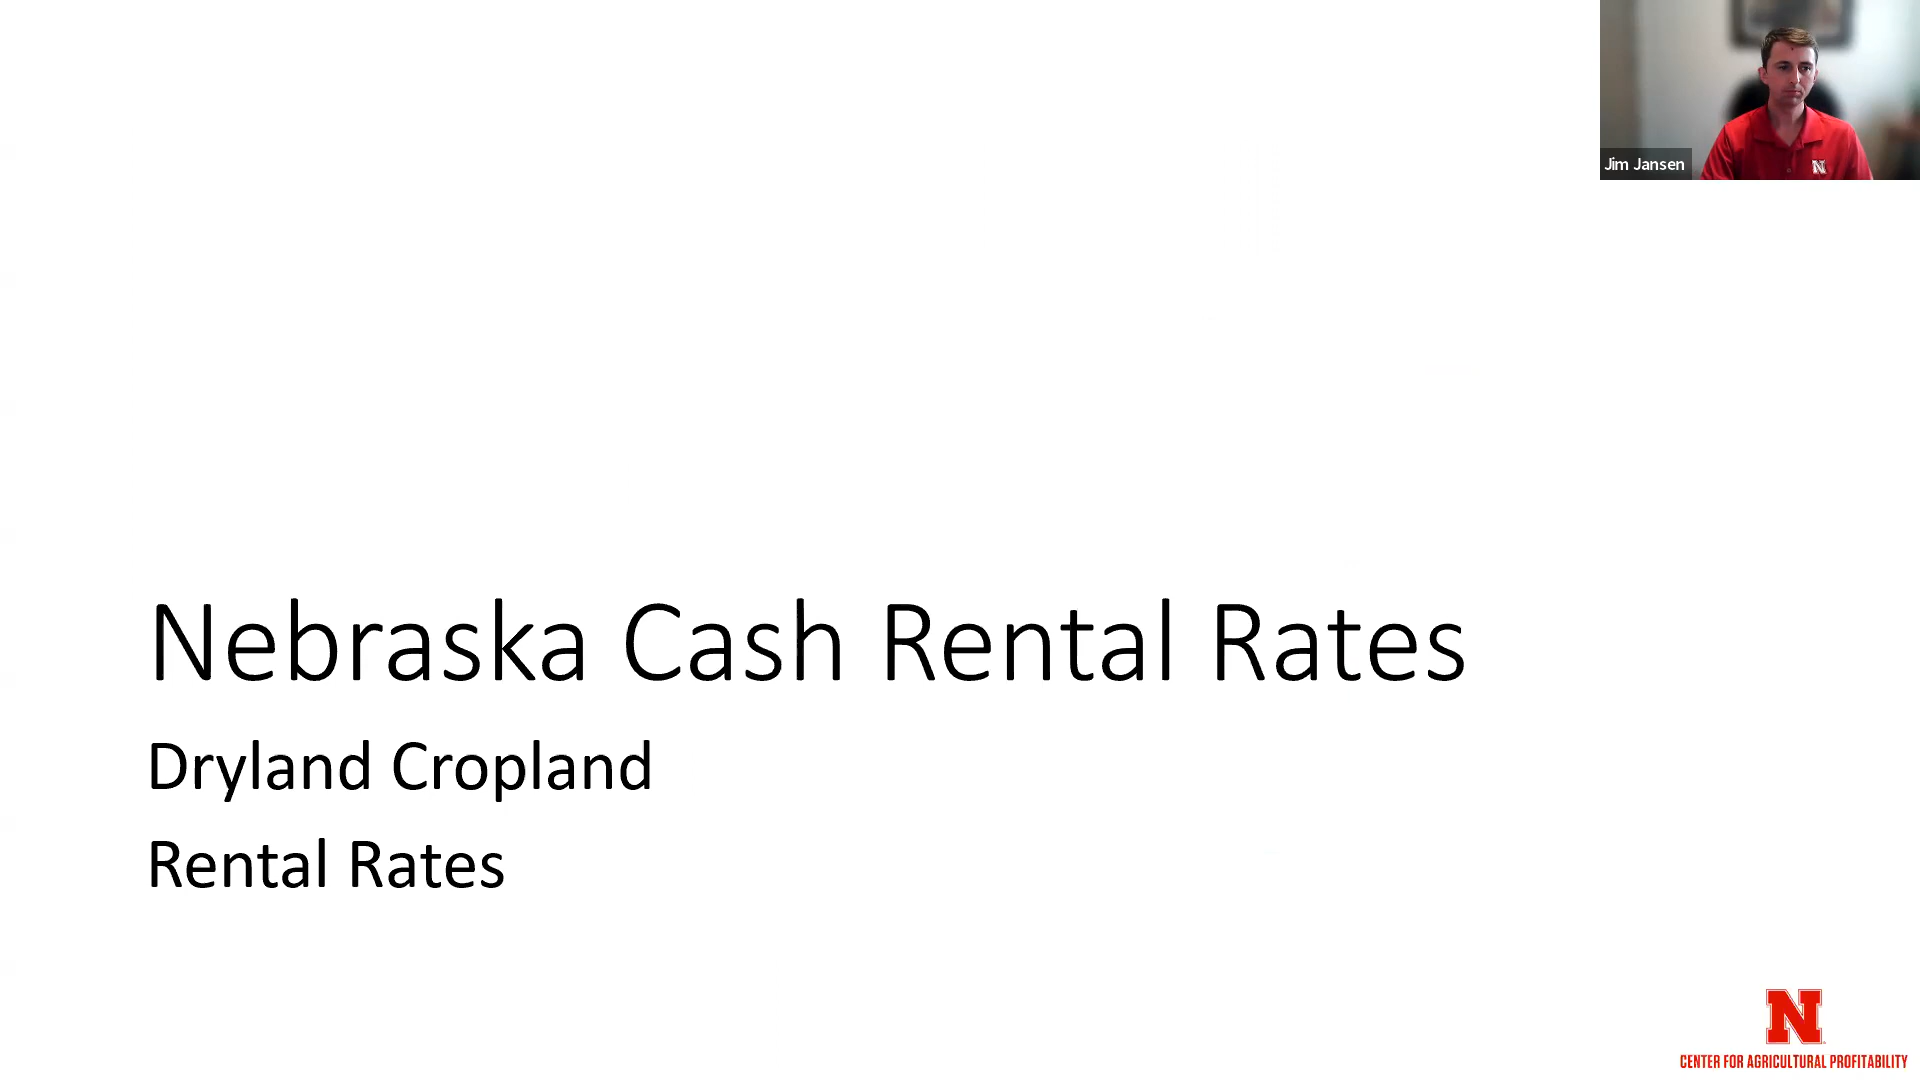 Jim Jansen
N
Nebraska Cash Rental Rates
Dryland Cropland
Rental Rates
N
CENTER FOR AGRICULTURAL PROFITABILITY